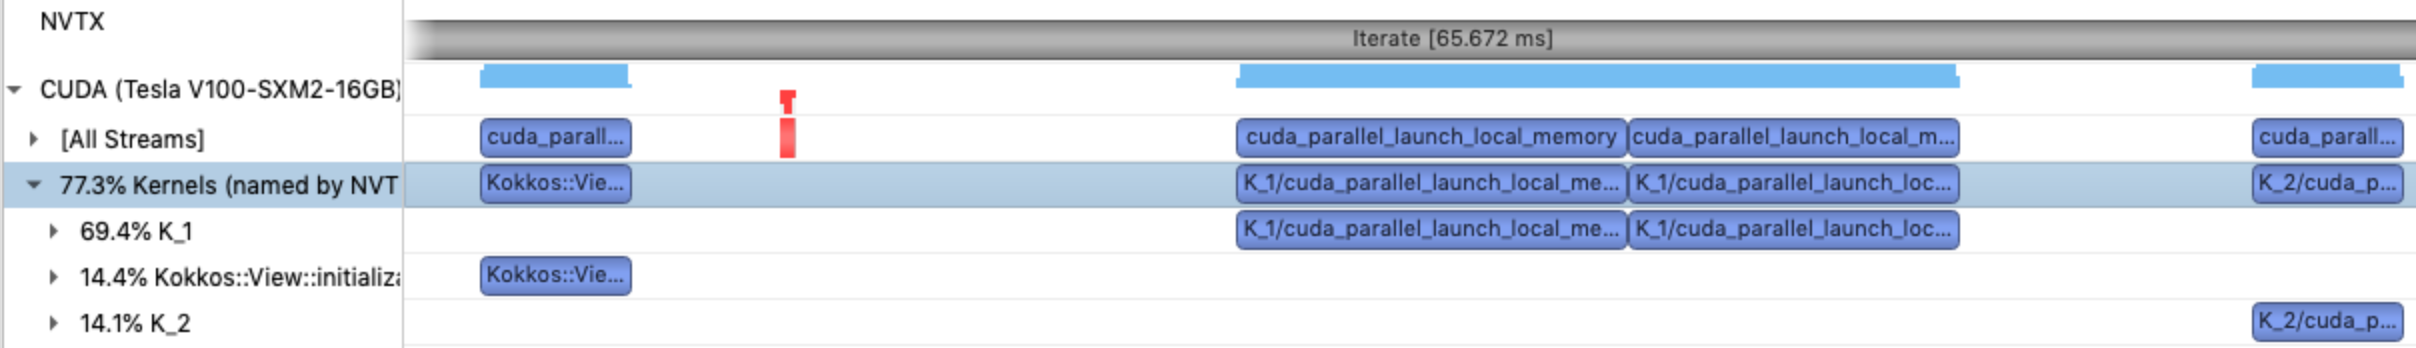 NVTX
Iterate [65.672 ms]
CUDA (Tesla V100-SXM2-16GB)
[All Streams]
cuda_parall...
cuda_parallel_launch_local_memory
cuda_parallel_launch_local_m...
cuda_parall...
77.3% Kernels (named by NVT
Kokkos::Vie...
K_1/cuda_parallel_launch_local_me...
K_1/cuda_parallel_launch_loc...
K_2/cuda_p...
69.4% K_1
K_1/cuda_parallel_launch_local_me...
K_1/cuda_parallel_launch_loc...
14.4% Kokkos::View::initializa
Kokkos::Vie...
14.1% K_2
K_2/cuda_p...